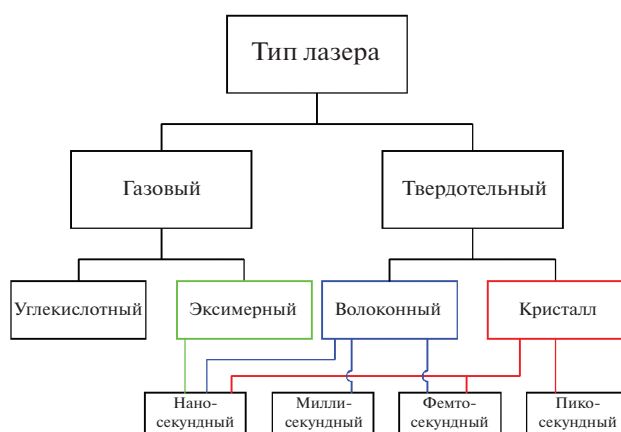 Тип лазера
Газовый
Твердотельный
Углекислотный
Эксимерный
Волоконный
Кристалл
Нано-
секундный
Милли-
секундный
Фемто-
секундный
Пико-
секундный